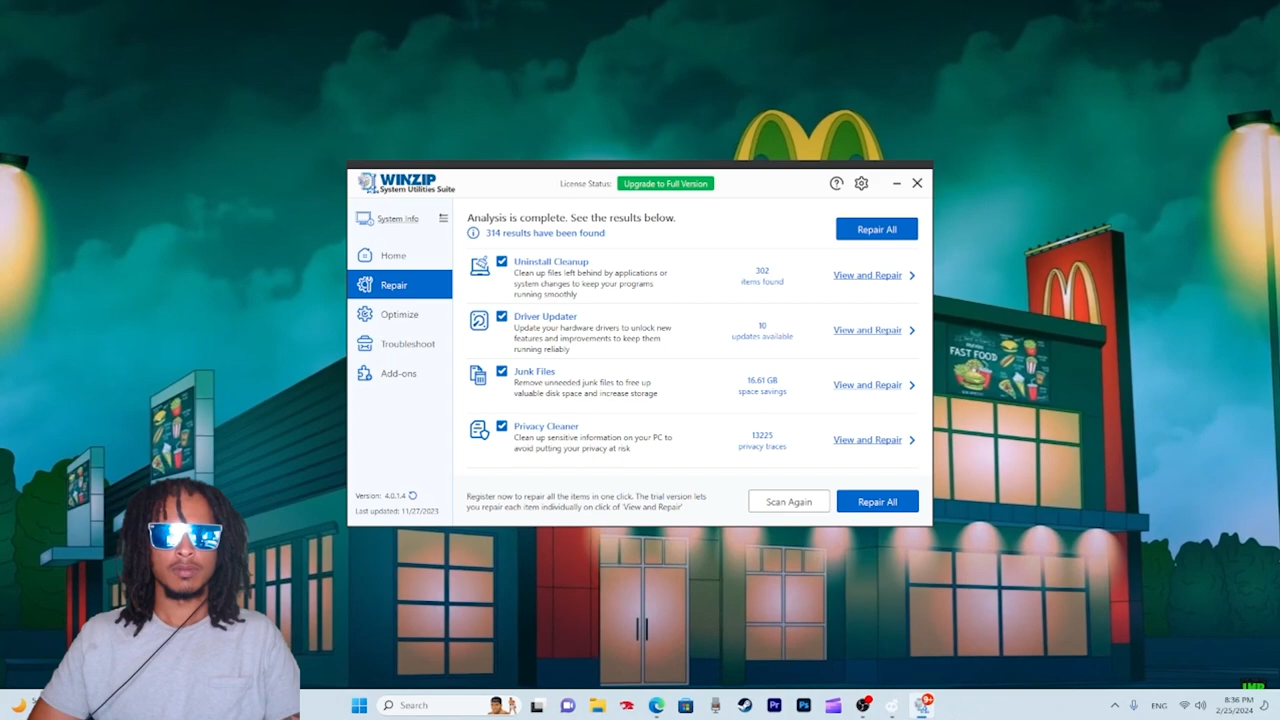 WINZIP
System Utilities Suite
License Status: Upgrade to Full Version
System Info
Home
Repair
Optimize
Troubleshoot
Add-ons
Version: 4.0.1.4
Last updated: 11/27/2023
Analysis is complete. See the results below.
314 results have been found
Repair All
Uninstall Cleanup
Clean up files left behind by applications or
system changes to keep your programs
running smoothly
302
items found
View and Repair
Driver Updater
Update your hardware drivers to unlock new
features and improvements to keep them
running reliably
10
updates available
View and Repair
Junk Files
Remove unneeded junk files to free up
valuable disk space and increase storage
16.61 GB
space savings
View and Repair
Privacy Cleaner
Clean up sensitive information on your PC to
avoid putting your privacy at risk
13225
privacy traces
View and Repair
Register now to repair all the items in one click. The trial version lets
you repair each item individually on click of 'View and Repair'
Scan Again
Repair All
FAST FOOD
Search
Pr
Ps
9+
ENG
8:36 PM
2/25/2024